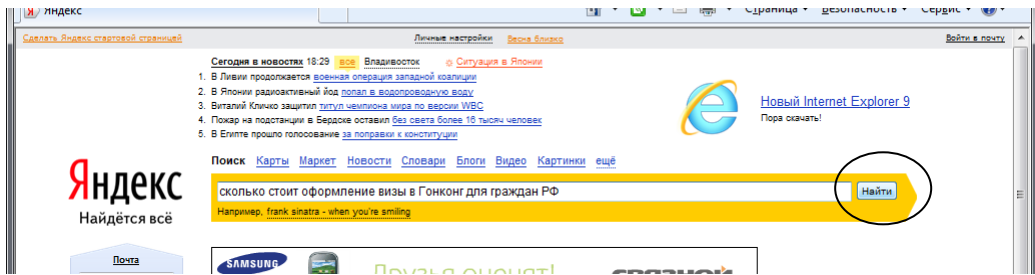 Яндекс
Страница Безопасность Сервис
Сделать Яндекс стартовой страницей Личные настройки Весна близко Войти в почту
Сегодня в новостях 18:29 все Владивосток Ситуация в Японии
1. В Ливии продолжается военная операция западной коалиции
2. В Японии радиоактивный йод попал в водопроводную воду
3. Виталий Кличко защитил титул чемпиона мира по версии WBC
4. Пожар на подстанции в Бердске оставил без света более 16 тысяч человек
5. В Египте прошло голосование за поправки к конституции
Новый Internet Explorer 9
Пора скачать!
Поиск Карты Маркет Новости Словари Блоги Видео Картинки ещё
Яндекс
Найдётся всё
сколько стоит оформление визы в Гонконг для граждан РФ Найти
Например, frank sinatra - when you're smiling
Почта
SAMSUNG
Друзья оценят!
связной